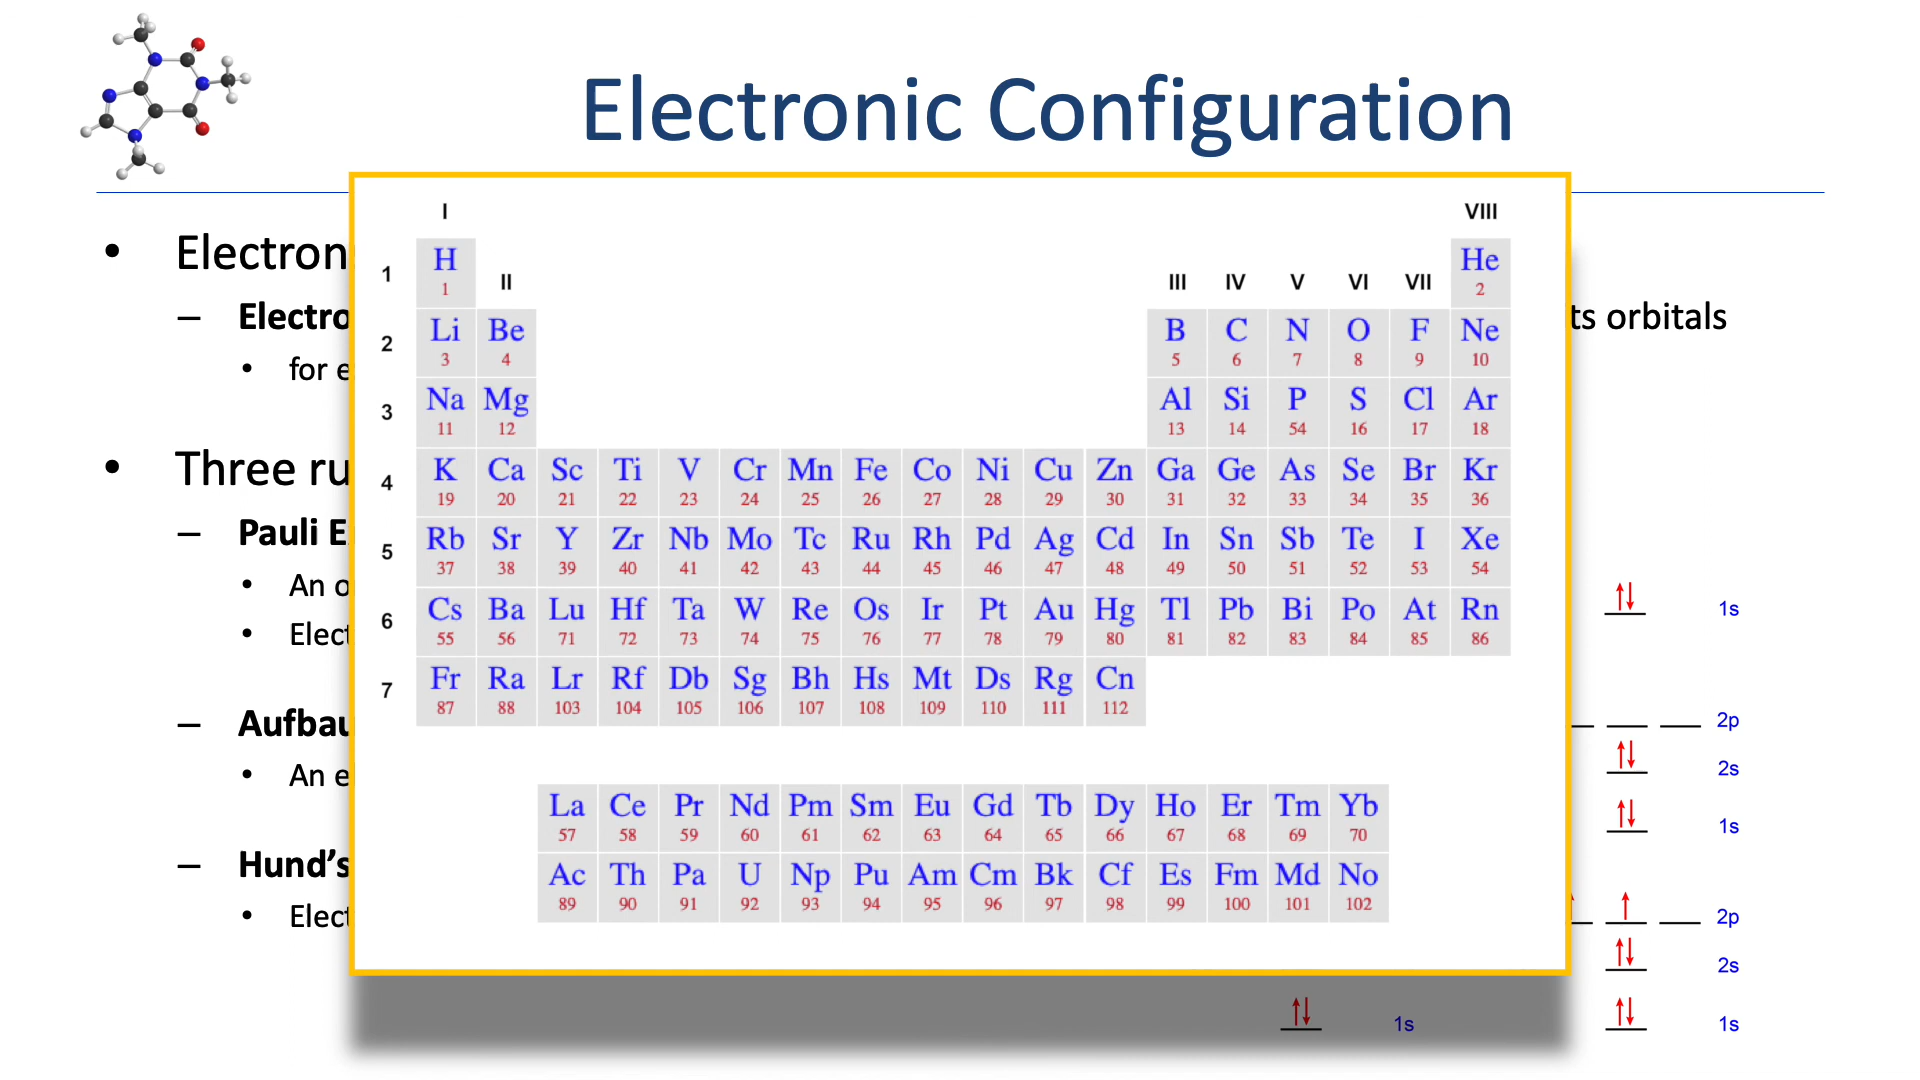 Electronic Configuration
I VIII
II III IV V VI VII
1 H He
1 2
2 Li Be B C N O F Ne
3 4 5 6 7 8 9 10
3 Na Mg Al Si P S Cl Ar
11 12 13 14 54 16 17 18
4 K Ca Sc Ti V Cr Mn Fe Co Ni Cu Zn Ga Ge As Se Br Kr
19 20 21 22 23 24 25 26 27 28 29 30 31 32 33 34 35 36
5 Rb Sr Y Zr Nb Mo Tc Ru Rh Pd Ag Cd In Sn Sb Te I Xe
37 38 39 40 41 42 43 44 45 46 47 48 49 50 51 52 53 54
6 Cs Ba Lu Hf Ta W Re Os Ir Pt Au Hg Tl Pb Bi Po At Rn
55 56 71 72 73 74 75 76 77 78 79 80 81 82 83 84 85 86
7 Fr Ra Lr Rf Db Sg Bh Hs Mt Ds Rg Cn
87 88 103 104 105 106 107 108 109 110 111 112
La Ce Pr Nd Pm Sm Eu Gd Tb Dy Ho Er Tm Yb
57 58 59 60 61 62 63 64 65 66 67 68 69 70
Ac Th Pa U Np Pu Am Cm Bk Cf Es Fm Md No
89 90 91 92 93 94 95 96 97 98 99 100 101 102
• Electron
– Electro ts orbitals
• for e
• Three ru
– Pauli E
• An o
• Elect
– Aufbau
• An e
– Hund’s
• Elect
1s
2p
2s
1s
2p
2s
1s 1s